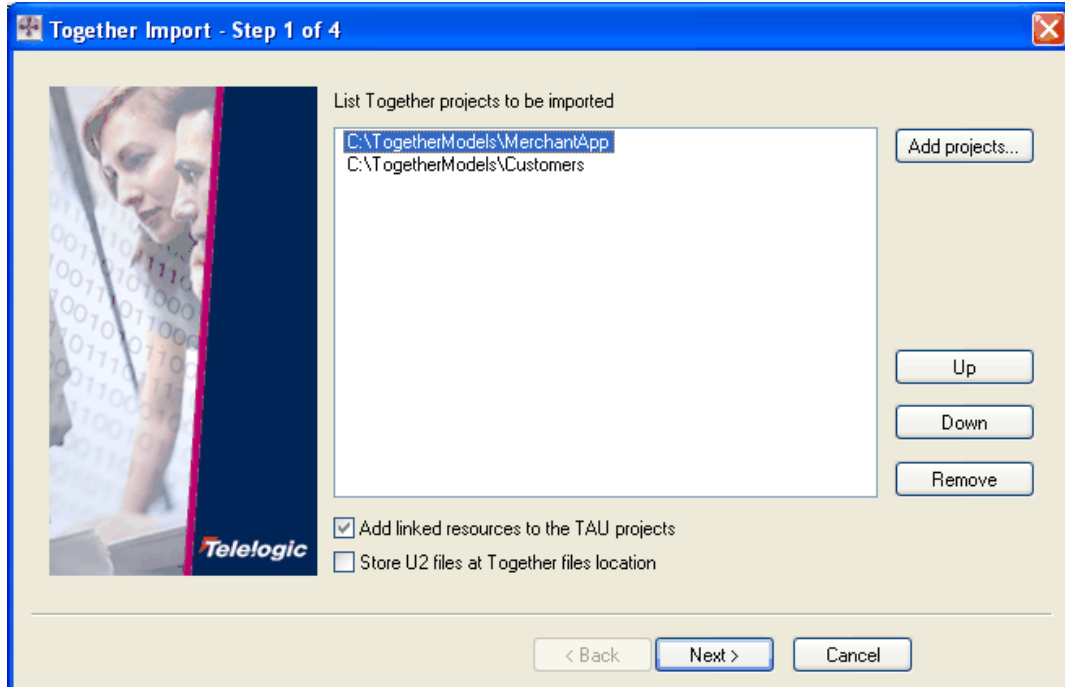 Together Import - Step 1 of 4
List Together projects to be imported
C:\TogetherModels\MerchantApp
C:\TogetherModels\Customers
Add projects...
Up
Down
Remove
Add linked resources to the TAU projects
Store U2 files at Together files location
Telelogic
< Back
Next >
Cancel